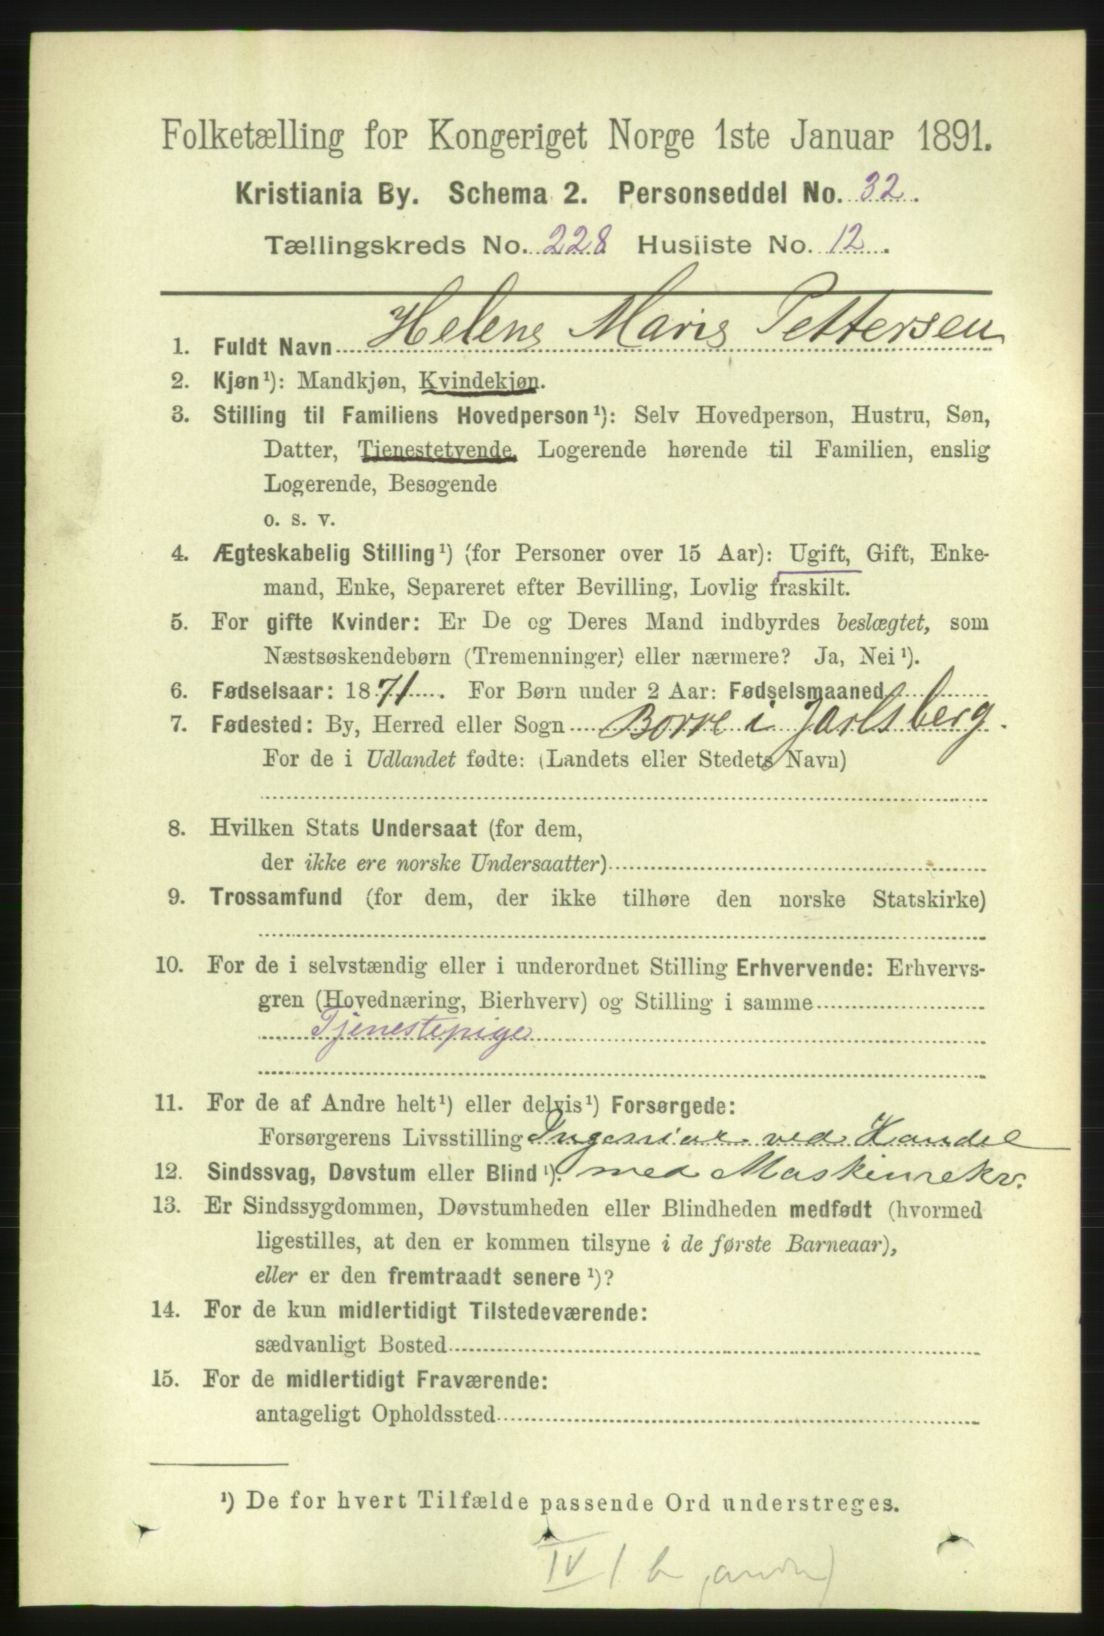 Folketælling for Kongeriget Norge 1ste Januar 1891.
Kristiania By. Schema 2. Personseddel No. 32.
Tællingskreds No. 228 Husliste No. 12.
1. Fuldt Navn Helene Marie Pettersen
2. Kjøn¹): Mandkjøn, Kvindekjøn.
3. Stilling til Familiens Hovedperson¹): Selv Hovedperson, Hustru, Søn,
Datter, Tjenestetyende, Logerende hørende til Familien, enslig
Logerende, Besøgende
o. s. v.
4. Ægteskabelig Stilling¹) (for Personer over 15 Aar): Ugift, Gift, Enke-
mand, Enke, Separeret efter Bevilling, Lovlig fraskilt.
5. For gifte Kvinder: Er De og Deres Mand indbyrdes beslægtet, som
Næstsøskendebørn (Tremenninger) eller nærmere? Ja, Nei¹).
6. Fødselsaar: 1871. For Børn under 2 Aar: Fødselsmaaned
7. Fødested: By, Herred eller Sogn Borre i Jarlsberg.
For de i Udlandet fødte: (Landets eller Stedets Navn)
8. Hvilken Stats Undersaat (for dem,
der ikke ere norske Undersaatter)
9. Trossamfund (for dem, der ikke tilhøre den norske Statskirke)
10. For de i selvstændig eller i underordnet Stilling Erhvervende: Erhvervs-
gren (Hovednæring, Bierhverv) og Stilling i samme
Tjenestepige
11. For de af Andre helt¹) eller delvis¹) Forsørgede:
Forsørgerens Livsstilling Ingeniør ved Handel
12. Sindssvag, Døvstum eller Blind¹). med Maskinrekv.
13. Er Sindssygdommen, Døvstumheden eller Blindheden medfødt (hvormed
ligestilles, at den er kommen tilsyne i de første Barneaar),
eller er den fremtraadt senere¹)?
14. For de kun midlertidigt Tilstedeværende:
sædvanligt Bosted
15. For de midlertidigt Fraværende:
antageligt Opholdssted
¹) De for hvert Tilfælde passende Ord understreges.
IV / b